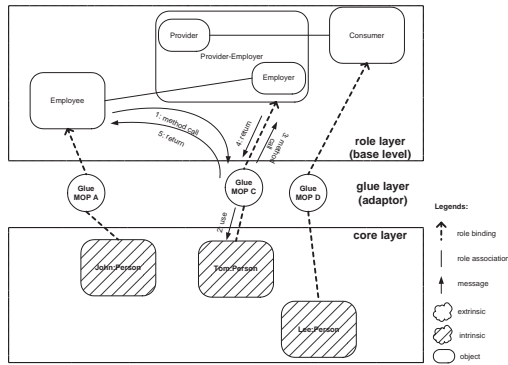 Provider
Consumer
Provider-Employer
Employer
Employee
1: method call
5: return
4: return
3: method
call
role layer
(base level)
Glue
MOP A
Glue
MOP C
Glue
MOP D
glue layer
(adaptor)
2: use
core layer
John:Person
Tom:Person
Lee:Person
Legends:
role binding
role association
message
extrinsic
intrinsic
object